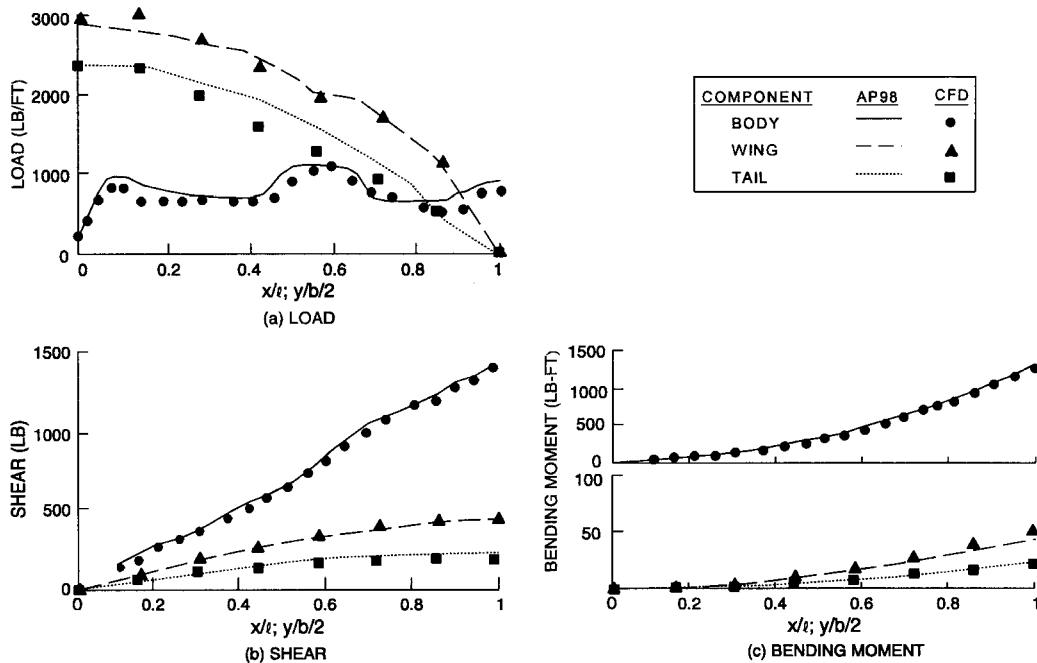 3000
2000
1000
0
LOAD (LB/FT)
0 0.2 0.4 0.6 0.8 1
x/ℓ; y/b/2
(a) LOAD
COMPONENT AP98 CFD
BODY
WING
TAIL
1500
1000
500
0
SHEAR (LB)
0 0.2 0.4 0.6 0.8 1
x/ℓ; y/b/2
(b) SHEAR
1500
1000
500
0
100
50
0
BENDING MOMENT (LB-FT)
0 0.2 0.4 0.6 0.8 1
x/ℓ; y/b/2
(c) BENDING MOMENT